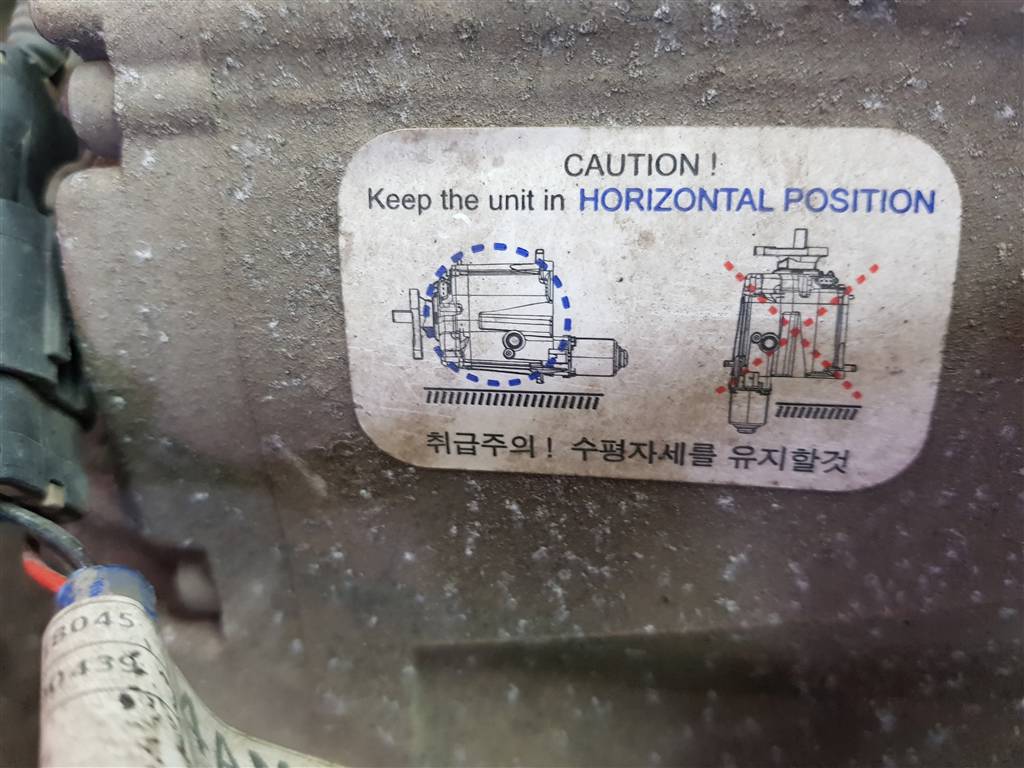 CAUTION !
Keep the unit in HORIZONTAL POSITION
취급주의! 수평자세를 유지할것
8045